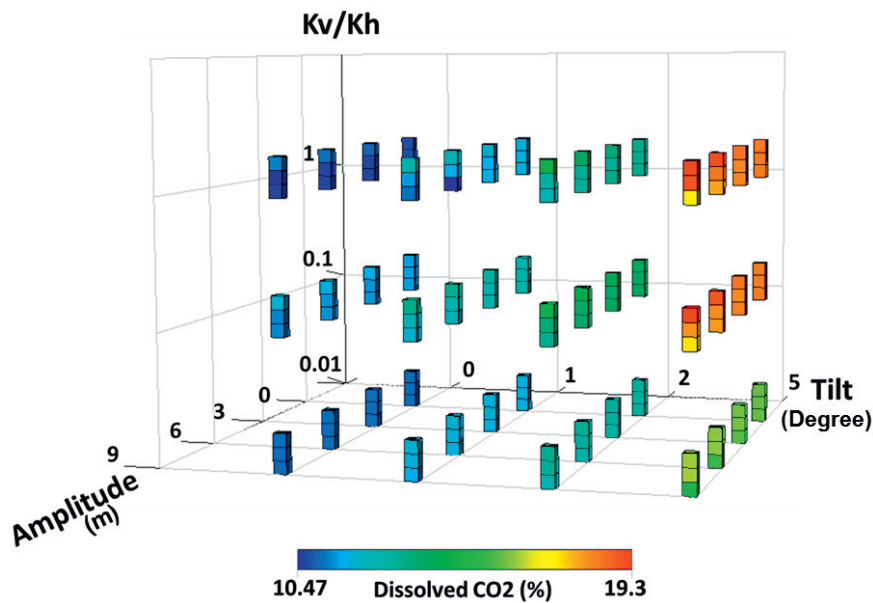 Kv/Kh
1
0.1
0.01
0
1
2
5
Tilt
(Degree)
0
3
6
9
Amplitude
(m)
10.47 Dissolved CO2 (%) 19.3